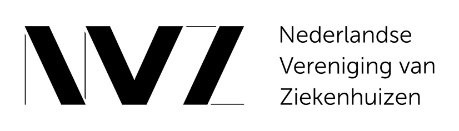 NVZ
Nederlandse
Vereniging van
Ziekenhuizen